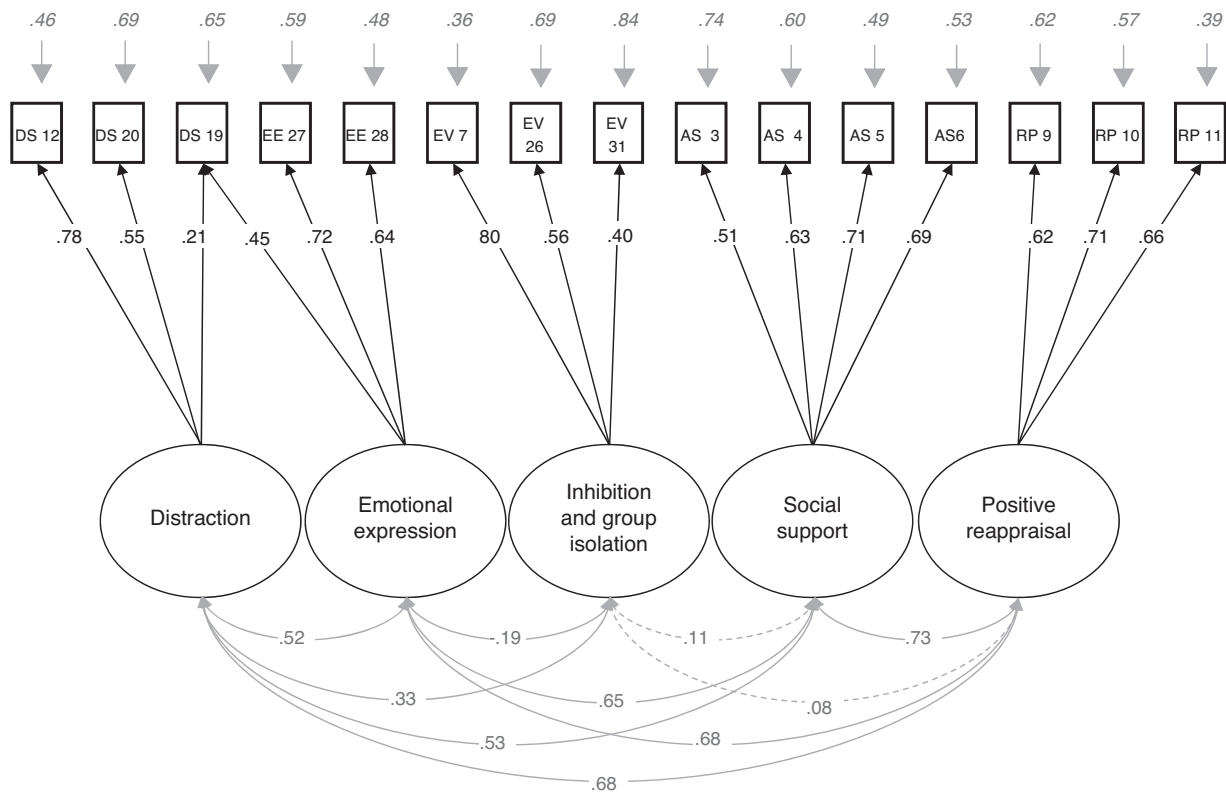 .46 .69 .65 .59 .48 .36 .69 .84 .74 .60 .49 .53 .62 .57 .39
DS 12 DS 20 DS 19 EE 27 EE 28 EV 7 EV 26 EV 31 AS 3 AS 4 AS 5 AS6 RP 9 RP 10 RP 11
.78 .55 .21 .45 .72 .64 80 .56 .40 .51 .63 .71 .69 .62 .71 .66
Distraction
Emotional
expression
Inhibition
and group
isolation
Social
support
Positive
reappraisal
.52 -.19 .11 .73
.33 .65 .08
.53 .68
.68